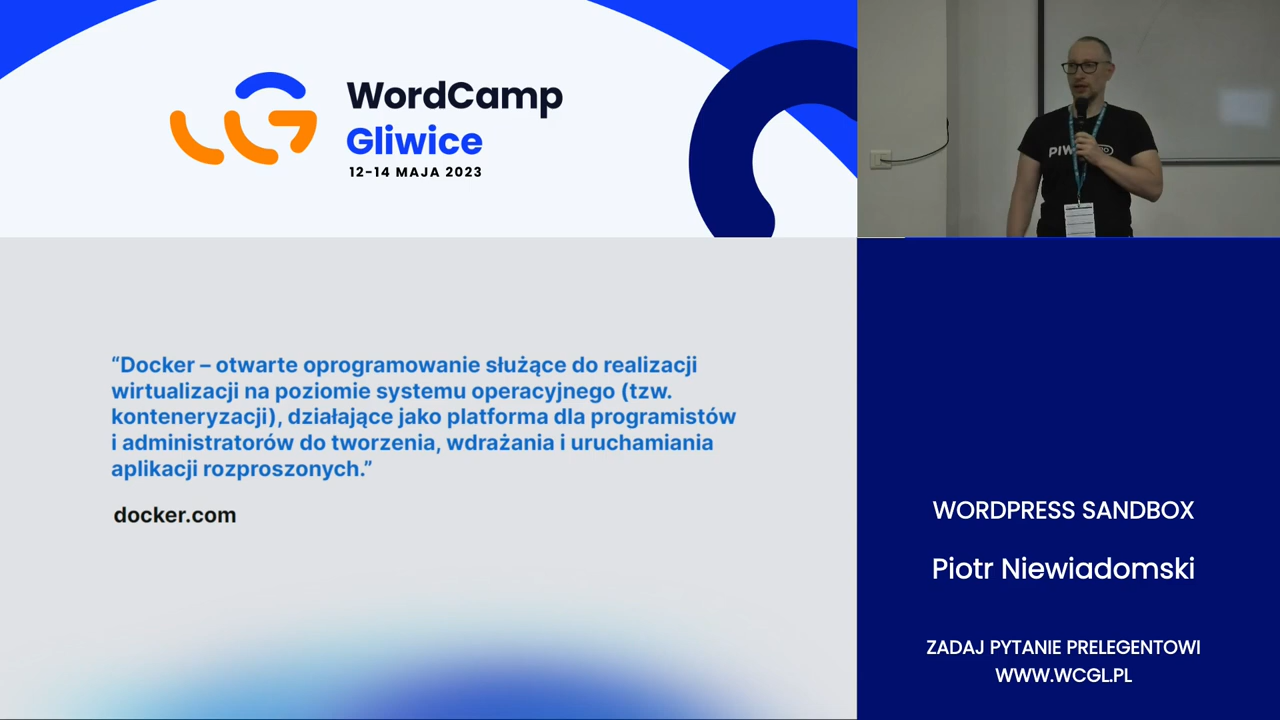 WordCamp
Gliwice
12-14 MAJA 2023
“Docker – otwarte oprogramowanie służące do realizacji
wirtualizacji na poziomie systemu operacyjnego (tzw.
konteneryzacji), działające jako platforma dla programistów
i administratorów do tworzenia, wdrażania i uruchamiania
aplikacji rozproszonych.”
docker.com
WORDPRESS SANDBOX
Piotr Niewiadomski
ZADAJ PYTANIE PRELEGENTOWI
WWW.WCGL.PL